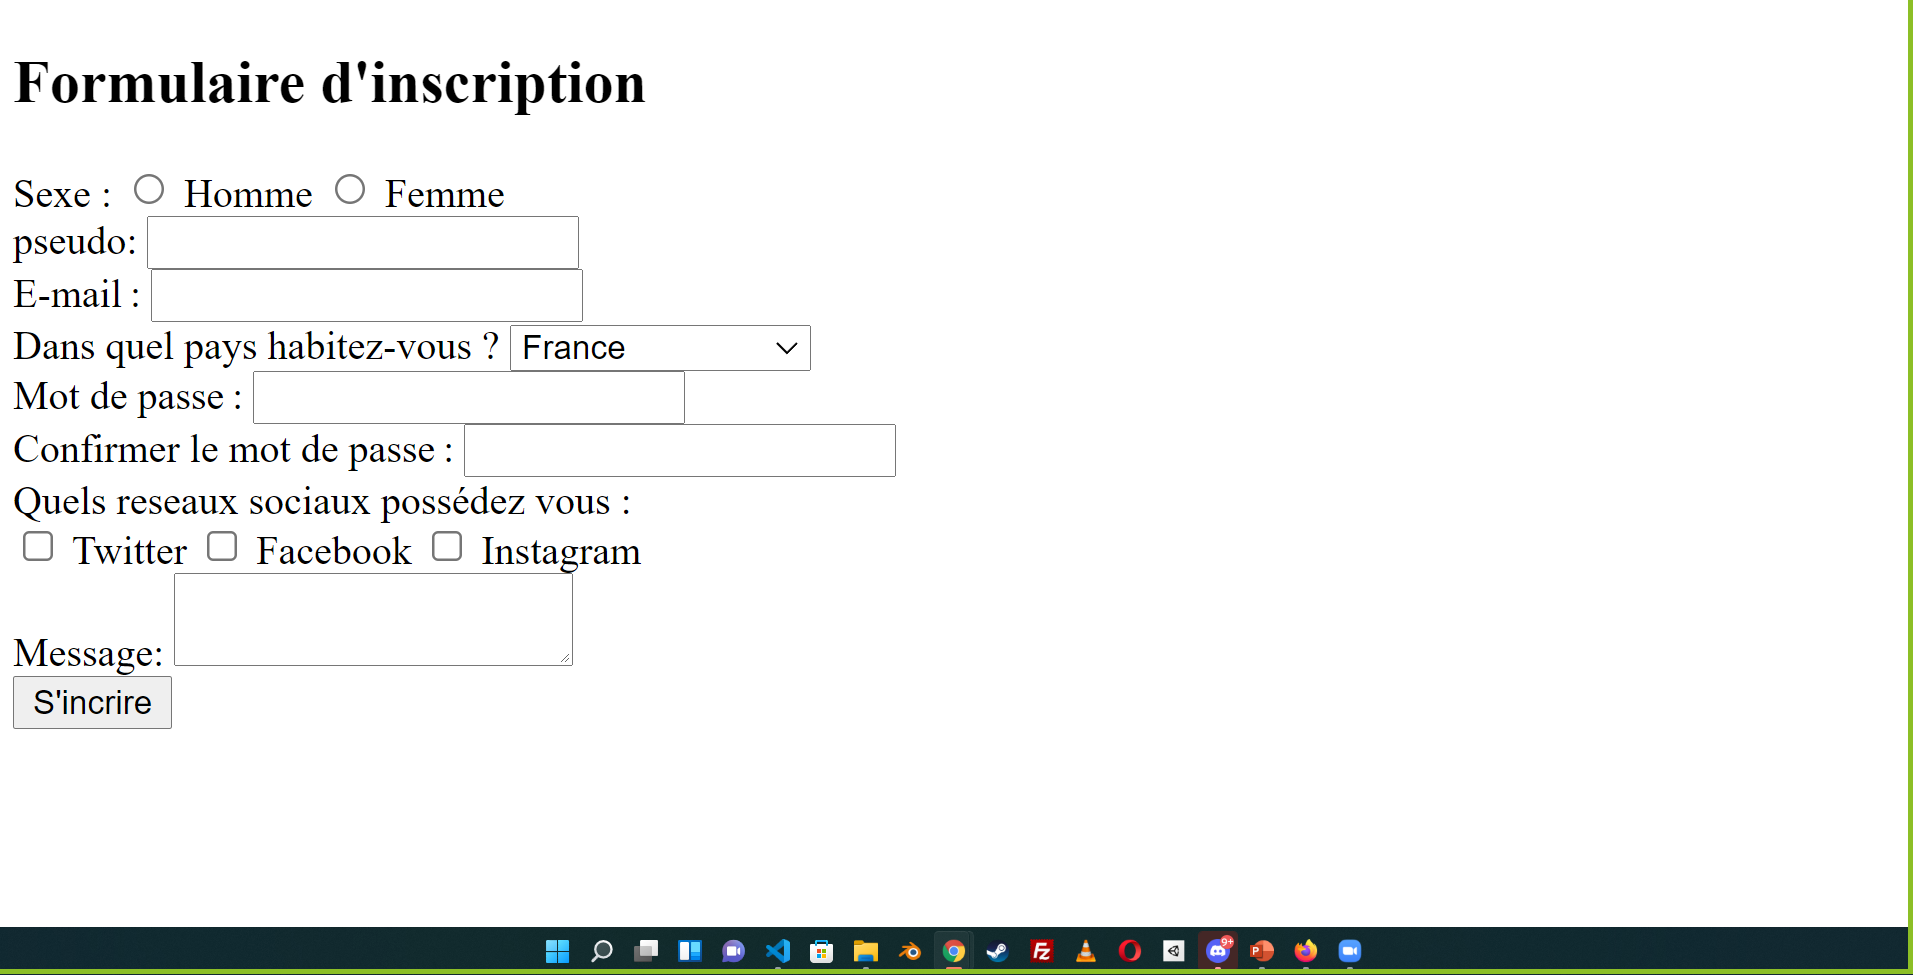 Formulaire d'inscription
Sexe : Homme Femme
pseudo:
E-mail :
Dans quel pays habitez-vous ? France
Mot de passe :
Confirmer le mot de passe :
Quels reseaux sociaux possédez vous :
Twitter Facebook Instagram
Message:
S'incrire
9+